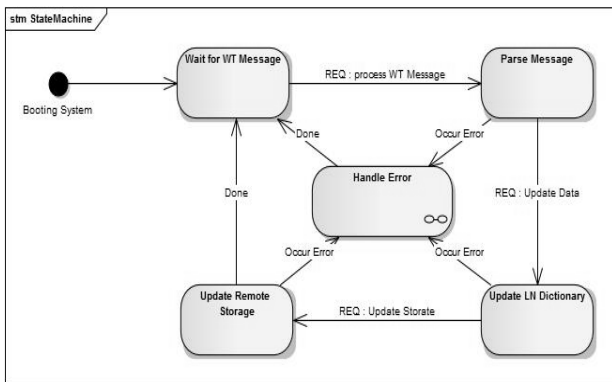 stm StateMachine
Wait for WT Message
Parse Message
REQ : process WT Message
Booting System
Done
Occur Error
Handle Error
Done
REQ : Update Data
Occur Error
Occur Error
Update Remote
Storage
REQ : Update Storate
Update LN Dictionary